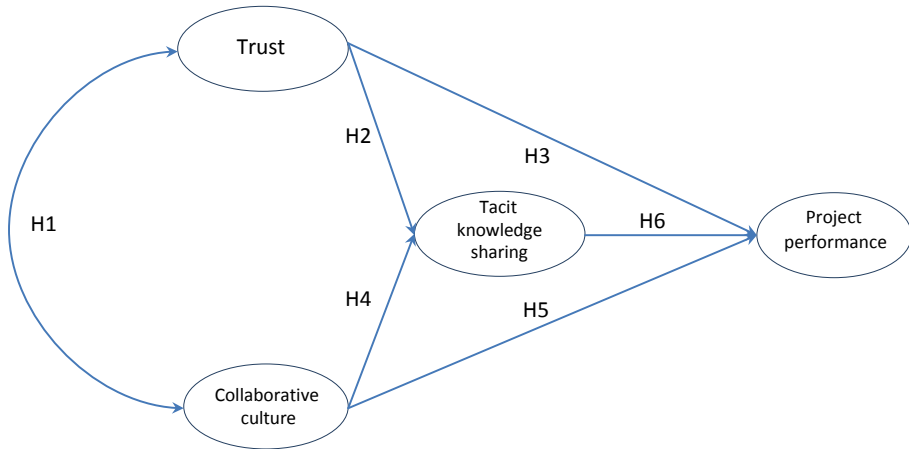 Trust
H2
H3
H1
Tacit
knowledge
sharing
H6
Project
performance
H4
H5
Collaborative
culture